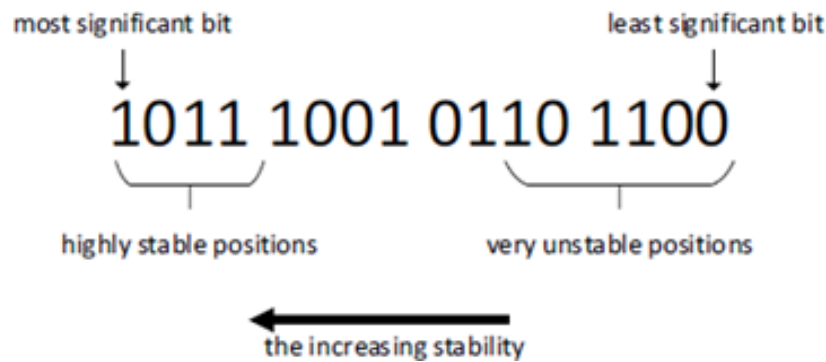 most significant bit least significant bit
1011 1001 0110 1100
highly stable positions very unstable positions
the increasing stability